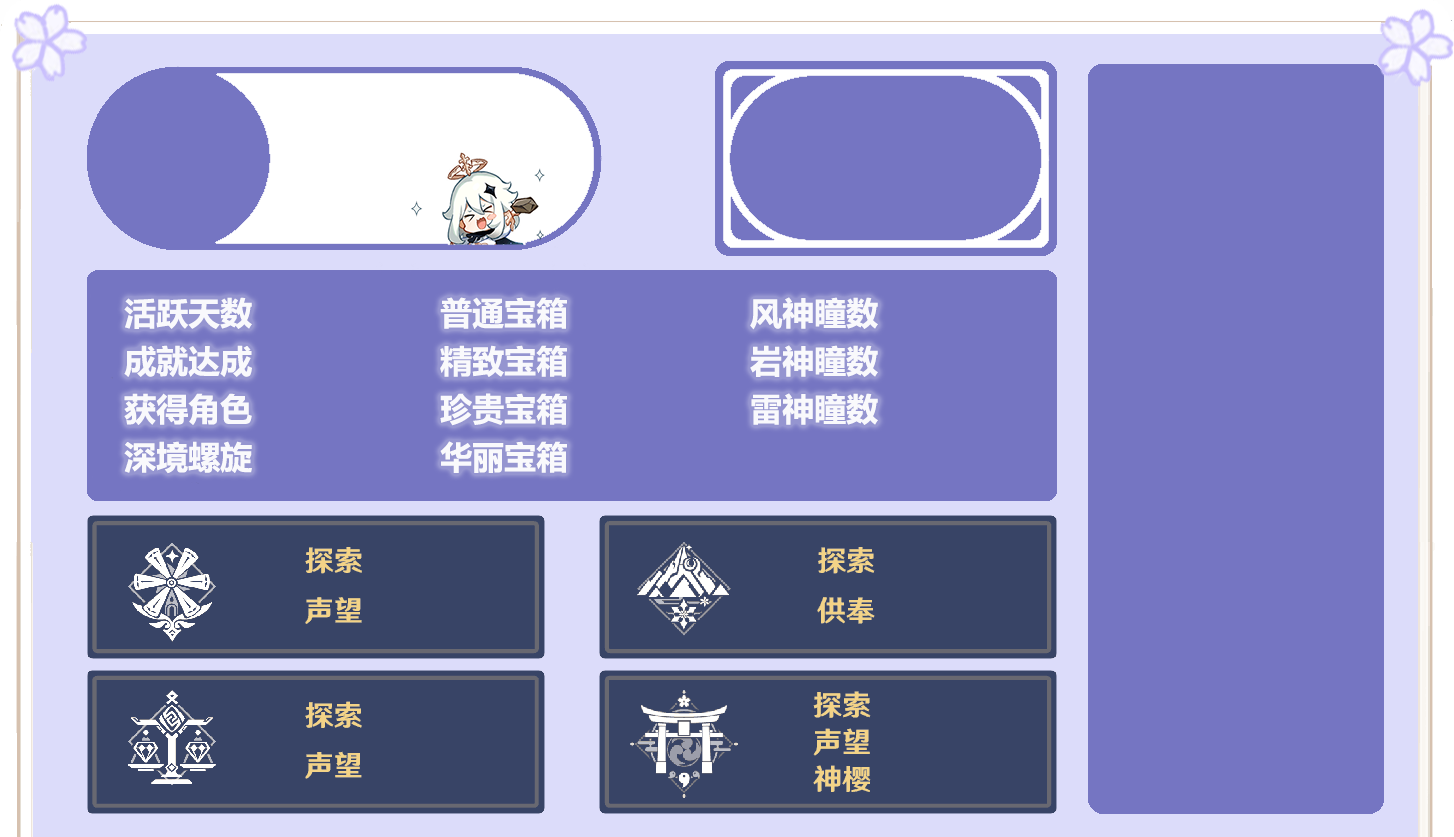 活跃天数
普通宝箱
风神瞳数
成就达成
精致宝箱
岩神瞳数
获得角色
珍贵宝箱
雷神瞳数
深境螺旋
华丽宝箱
探索
声望
探索
供奉
探索
声望
探索
声望
神樱